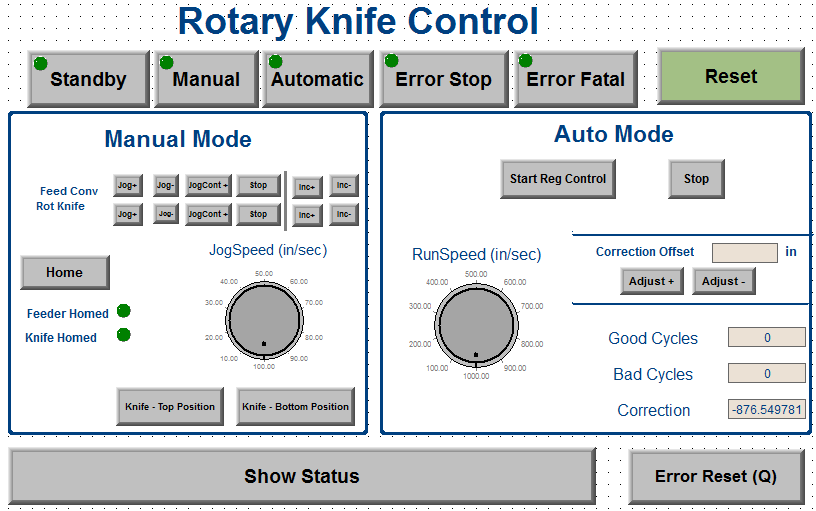 Rotary Knife Control
Standby Manual Automatic Error Stop Error Fatal Reset
Manual Mode
Feed Conv Jog+ Jog- JogCont + Stop Inc+ Inc-
Rot Knife Jog+ Jog- JogCont + Stop Inc+ Inc-
Home
Feeder Homed
Knife Homed
JogSpeed (in/sec)
50.00
40.00 60.00
30.00 70.00
20.00 80.00
10.00 90.00
100.00
Knife - Top Position Knife - Bottom Position
Auto Mode
Start Reg Control Stop
RunSpeed (in/sec)
500.00
400.00 600.00
300.00 700.00
200.00 800.00
100.00 900.00
1000.00
Correction Offset in
Adjust + Adjust -
Good Cycles 0
Bad Cycles 0
Correction -876.549781
Show Status Error Reset (Q)